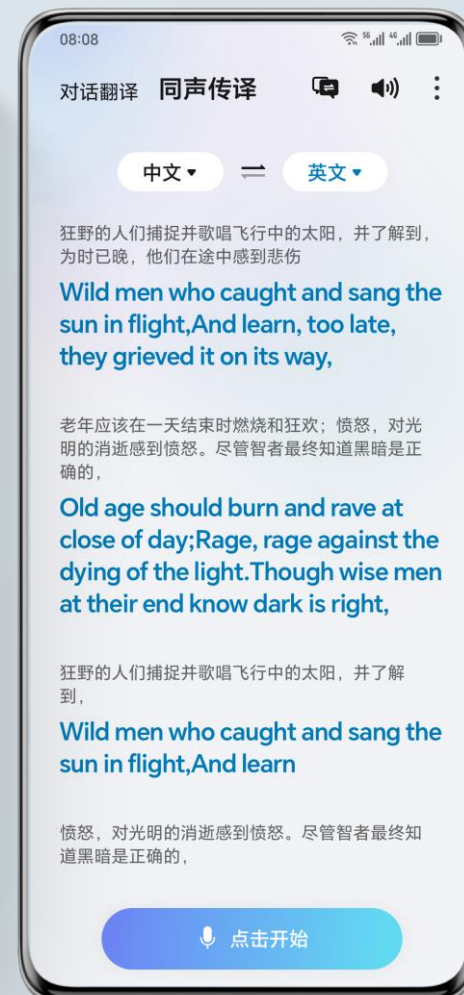 08:08
5G 4G
对话翻译 同声传译
中文 英文
狂野的人们捕捉并歌唱飞行中的太阳，并了解到，
为时已晚，他们在途中感到悲伤
Wild men who caught and sang the
sun in flight,And learn, too late,
they grieved it on its way,
老年应该在一天结束时燃烧和狂欢；愤怒，对光
明的消逝感到愤怒。尽管智者最终知道黑暗是正
确的，
Old age should burn and rave at
close of day;Rage, rage against the
dying of the light.Though wise men
at their end know dark is right,
狂野的人们捕捉并歌唱飞行中的太阳，并了解
到，
Wild men who caught and sang the
sun in flight,And learn
愤怒，对光明的消逝感到愤怒。尽管智者最终知
道黑暗是正确的，
点击开始